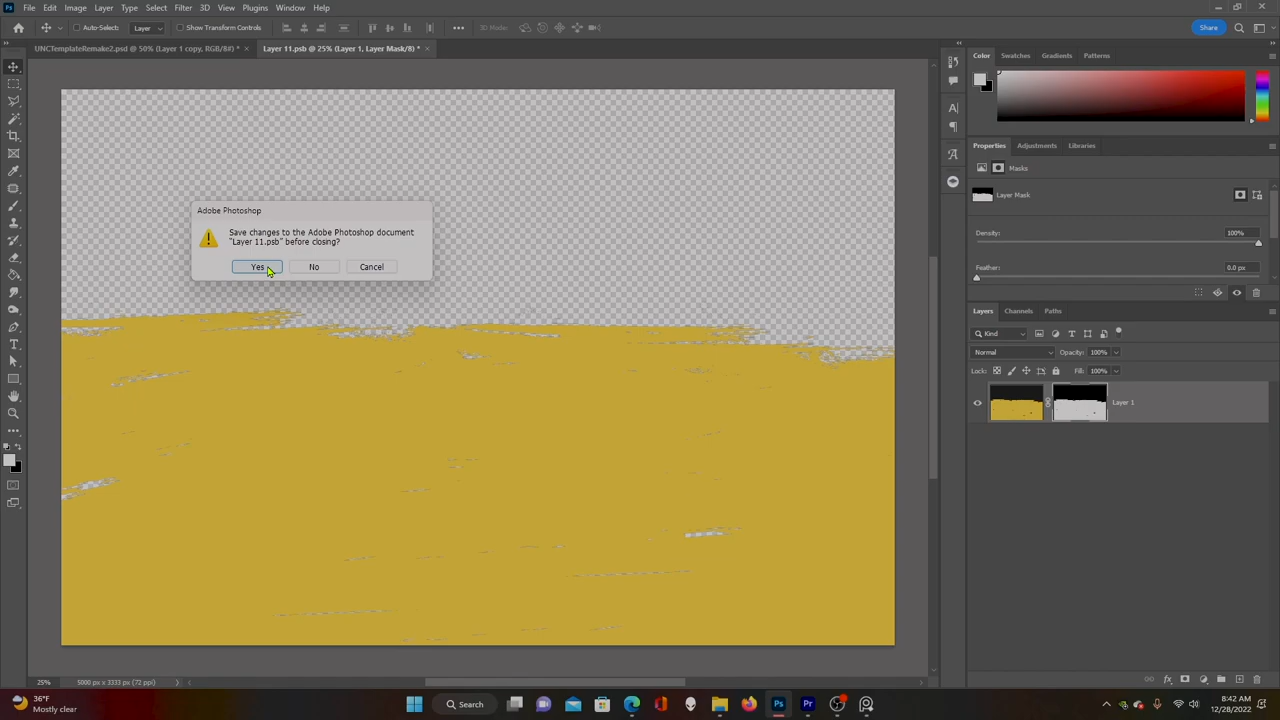 File Edit Image Layer Type Select Filter 3D View Plugins Window Help
Auto-Select: Layer Show Transform Controls 3D Mode: Share
UNCTemplateRemake2.psd @ 50% (Layer 1 copy, RGB/8#) * × Layer 11.psb @ 25% (Layer 1, Layer Mask/8) * ×
Color Swatches Gradients Patterns
Properties Adjustments Libraries
Masks
Layer Mask
Density: 100%
Feather: 0.0 px
Adobe Photoshop
Save changes to the Adobe Photoshop document
"Layer 11.psb" before closing?
Yes No Cancel
Layers Channels Paths
Kind
Normal Opacity: 100%
Lock: Fill: 100%
Layer 1
25% 5000 px x 3333 px (72 ppi)
36°F
Mostly clear
Search
8:42 AM
12/28/2022